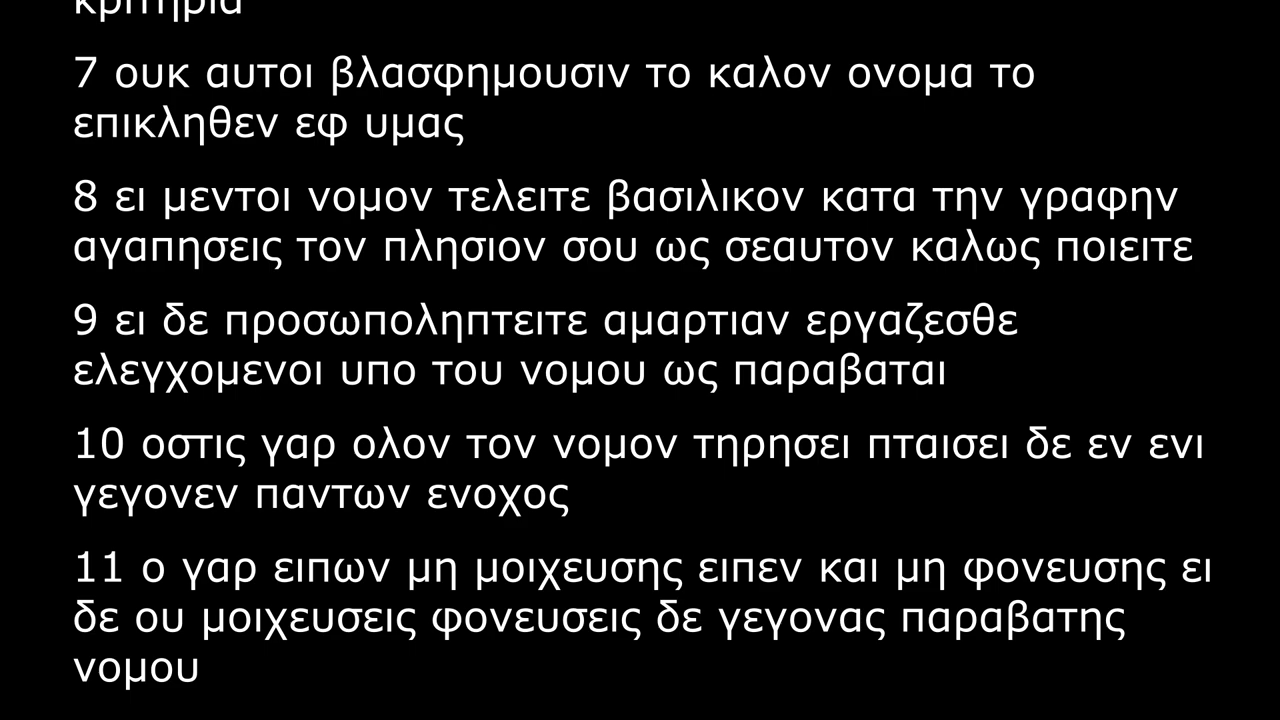 κριτηρια
7 ουκ αυτοι βλασφημουσιν το καλον ονομα το
επικληθεν εφ υμας
8 ει μεντοι νομον τελειτε βασιλικον κατα την γραφην
αγαπησεις τον πλησιον σου ως σεαυτον καλως ποιειτε
9 ει δε προσωποληπτειτε αμαρτιαν εργαζεσθε
ελεγχομενοι υπο του νομου ως παραβαται
10 οστις γαρ ολον τον νομον τηρησει πταισει δε εν ενι
γεγονεν παντων ενοχος
11 ο γαρ ειπων μη μοιχευσης ειπεν και μη φονευσης ει
δε ου μοιχευσεις φονευσεις δε γεγονας παραβατης
νομου